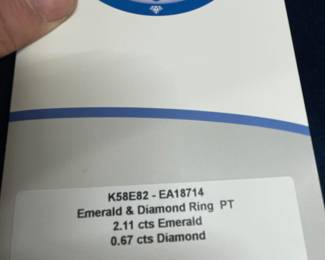 K58E82 - EA18714
Emerald & Diamond Ring PT
2.11 cts Emerald
0.67 cts Diamond